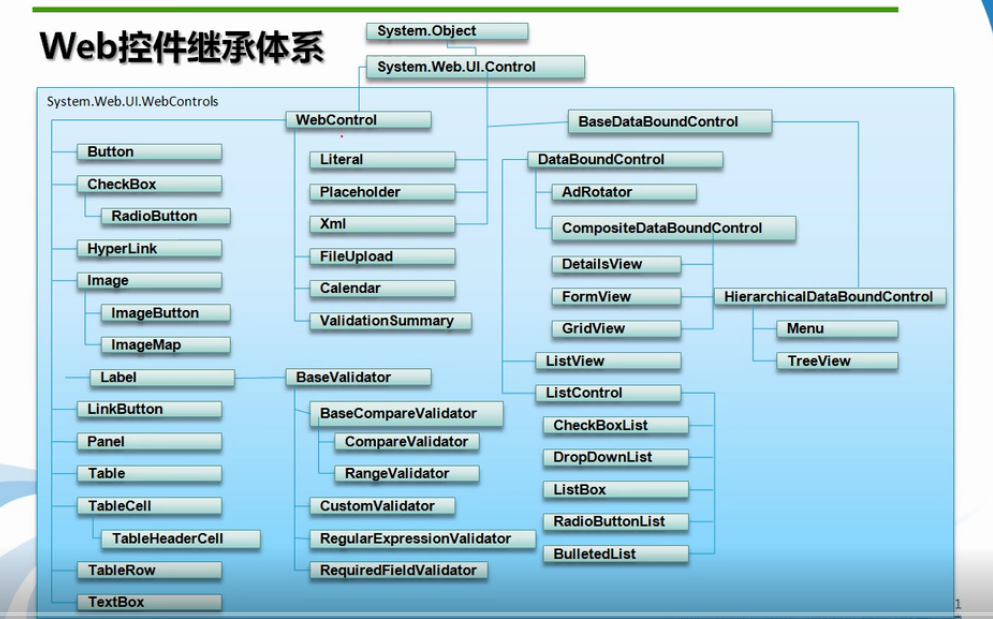 Web控件继承体系
System.Object
System.Web.UI.Control
System.Web.UI.WebControls
WebControl
BaseDataBoundControl
Button
Literal
DataBoundControl
CheckBox
Placeholder
AdRotator
RadioButton
Xml
CompositeDataBoundControl
HyperLink
FileUpload
DetailsView
Image
Calendar
FormView
HierarchicalDataBoundControl
ImageButton
ValidationSummary
GridView
Menu
ImageMap
ListView
TreeView
Label
BaseValidator
ListControl
LinkButton
BaseCompareValidator
CheckBoxList
Panel
CompareValidator
DropDownList
Table
RangeValidator
ListBox
TableCell
CustomValidator
RadioButtonList
TableHeaderCell
RegularExpressionValidator
BulletedList
TableRow
RequiredFieldValidator
TextBox
1